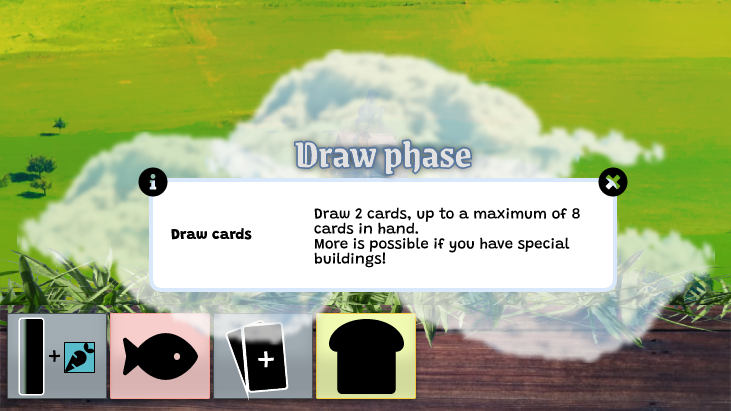 Draw phase
Draw cards
Draw 2 cards, up to a maximum of 8
cards in hand.
More is possible if you have special
buildings!